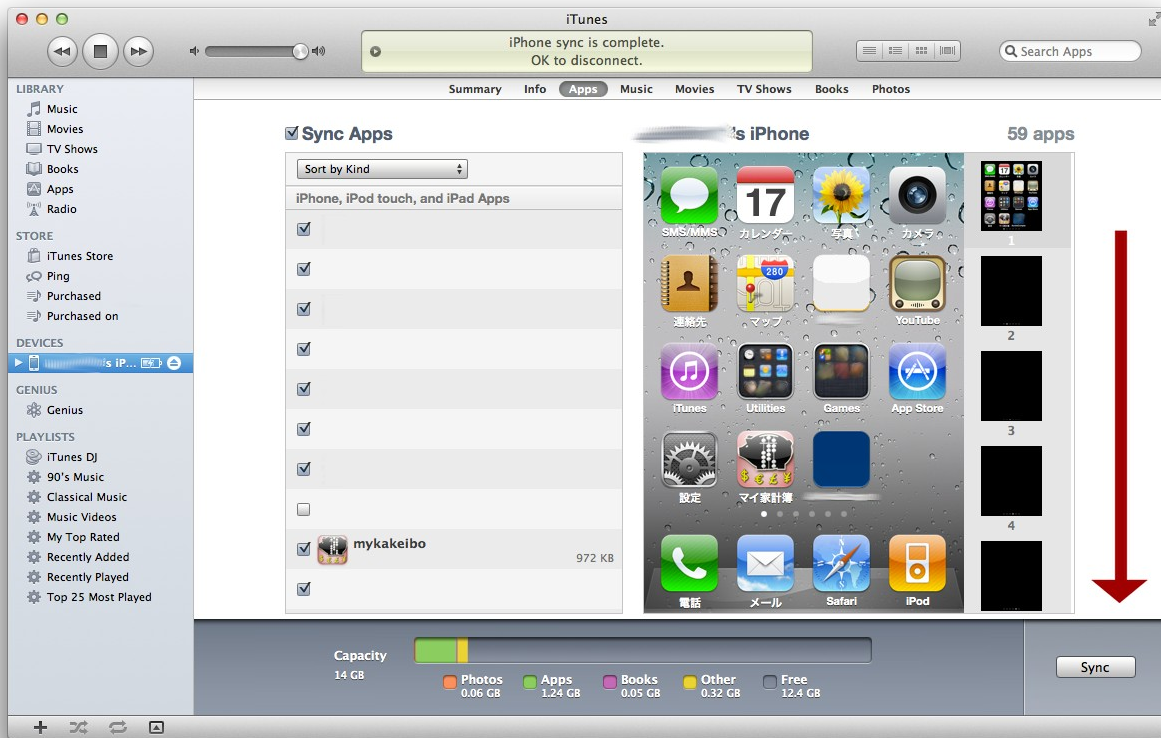 iTunes
iPhone sync is complete.
OK to disconnect.
Search Apps
LIBRARY
Music
Movies
TV Shows
Books
Apps
Radio
STORE
iTunes Store
Ping
Purchased
Purchased on
DEVICES
's iP...
GENIUS
Genius
PLAYLISTS
iTunes DJ
90's Music
Classical Music
Music Videos
My Top Rated
Recently Added
Recently Played
Top 25 Most Played
Summary Info Apps Music Movies TV Shows Books Photos
Sync Apps
Sort by Kind
iPhone, iPod touch, and iPad Apps
mykakeibo
972 KB
's iPhone
59 apps
17
SMS/MMS カレンダー 写真 カメラ
280
連絡先 マップ YouTube
iTunes Utilities Games App Store
設定 マイ家計簿
電話 メール Safari iPod
1
2
3
4
Capacity
14 GB
Photos
0.06 GB
Apps
1.24 GB
Books
0.05 GB
Other
0.32 GB
Free
12.4 GB
Sync